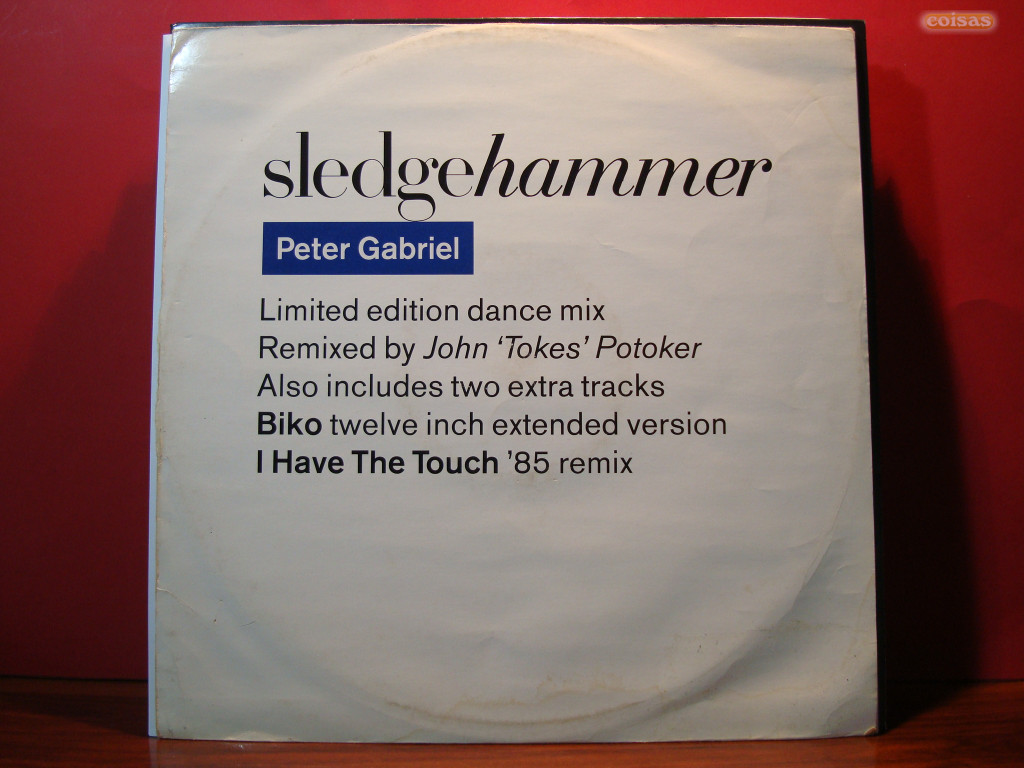 coisas
sledgehammer
Peter Gabriel
Limited edition dance mix
Remixed by John ‘Tokes’ Potoker
Also includes two extra tracks
Biko twelve inch extended version
I Have The Touch ’85 remix